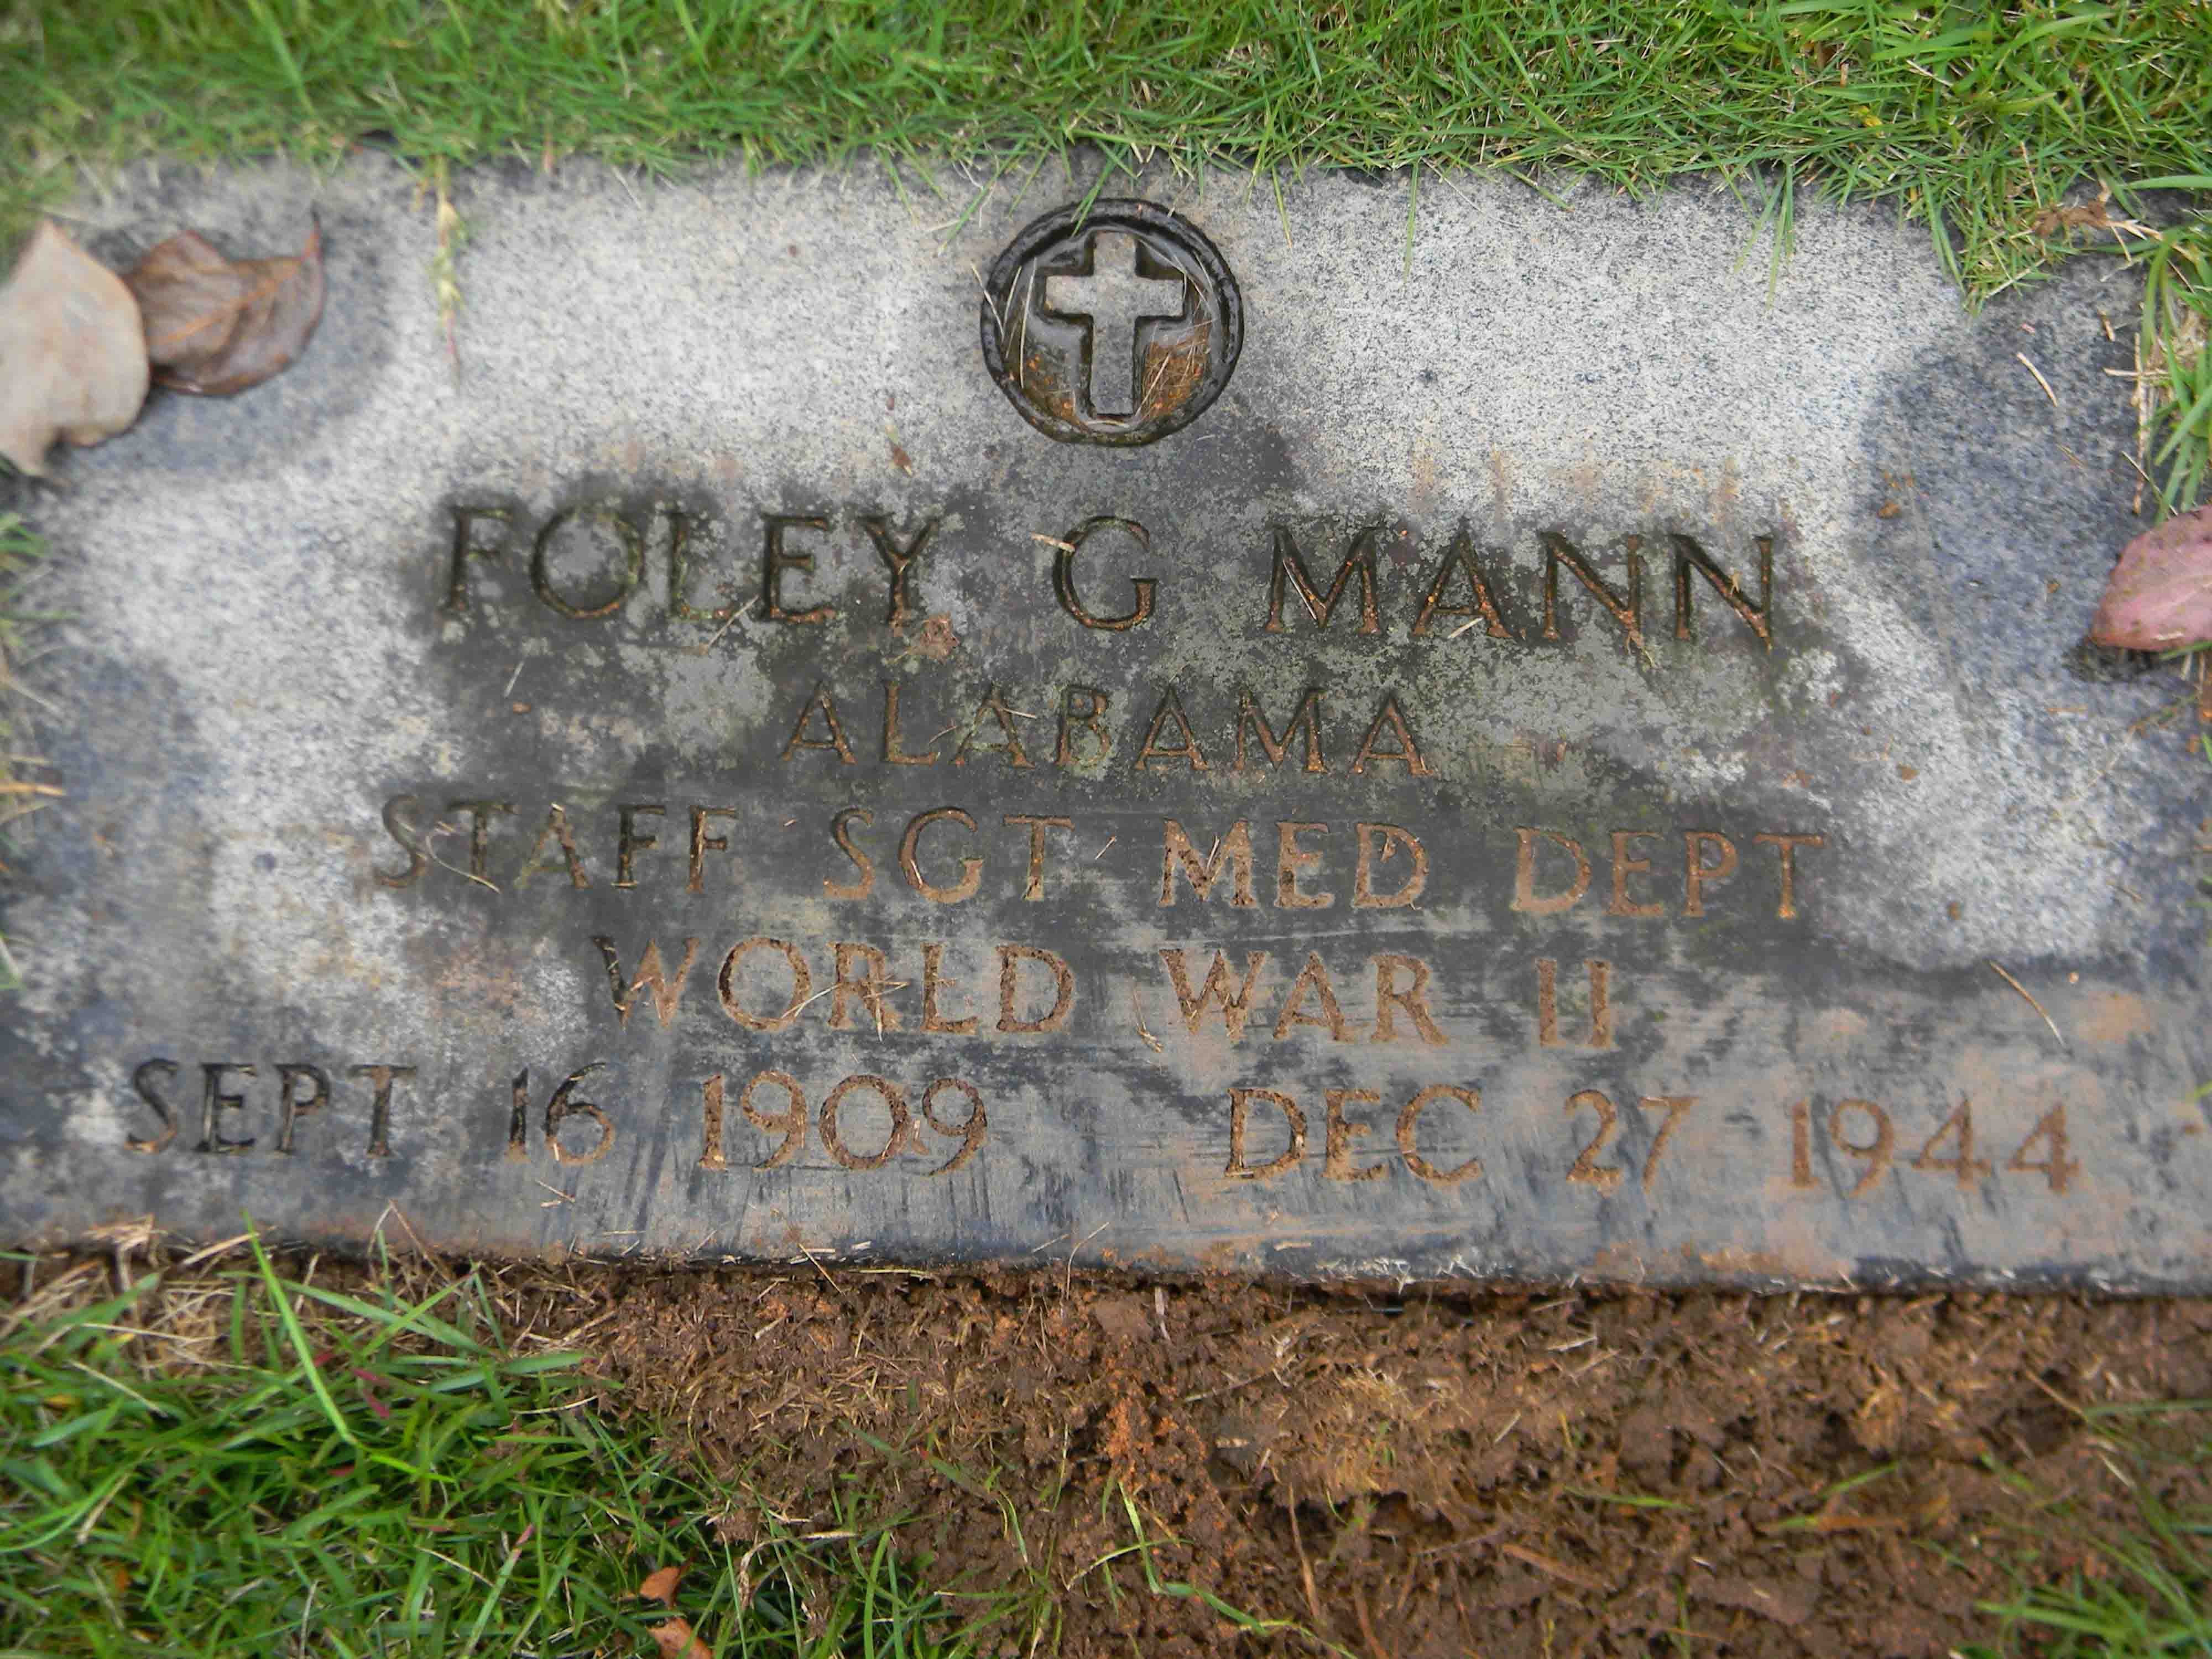 FOLEY G MANN
ALABAMA
STAFF SGT MED DEPT
WORLD WAR II
SEPT 16 1909 DEC 27 1944